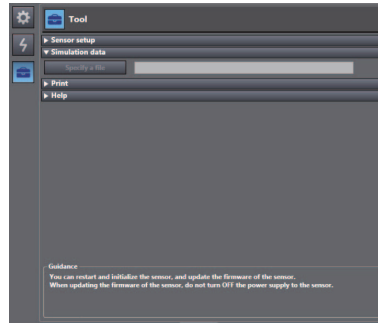 Tool
▶ Sensor setup
▼ Simulation data
Specify a file
▶ Print
▶ Help
Guidance
You can restart and initialize the sensor, and update the firmware of the sensor.
When updating the firmware of the sensor, do not turn OFF the power supply to the sensor.